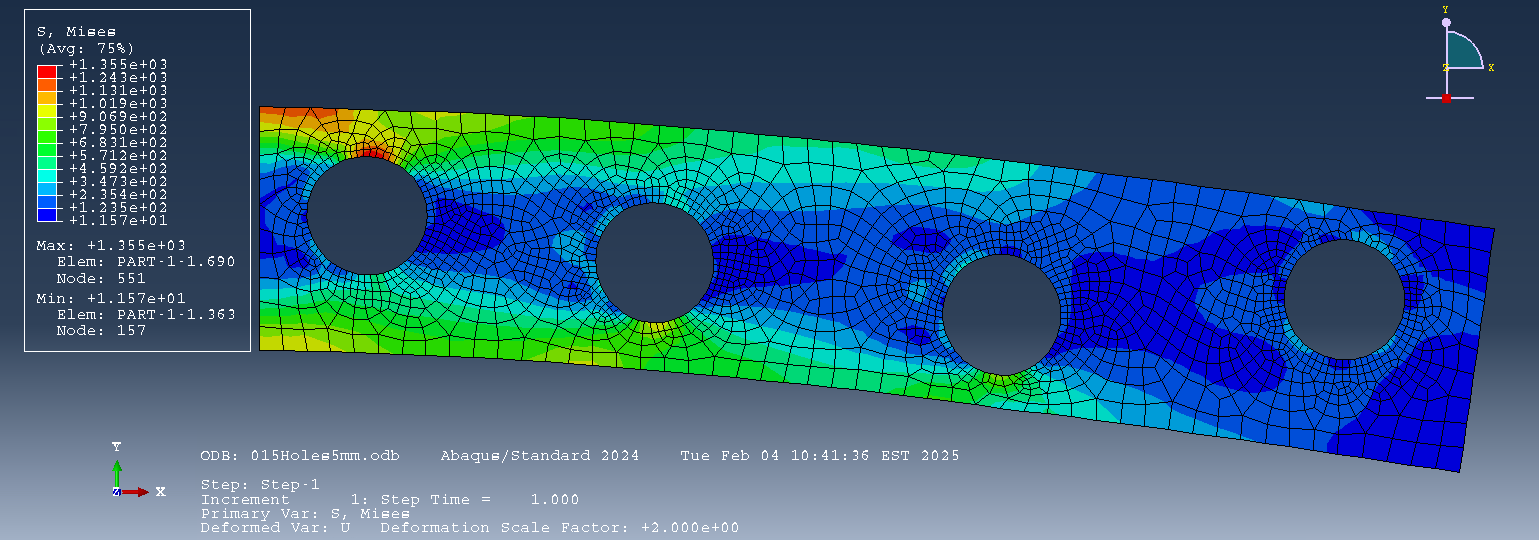 S, Mises
(Avg: 75%)
+1.355e+03
+1.243e+03
+1.131e+03
+1.019e+03
+9.069e+02
+7.950e+02
+6.831e+02
+5.712e+02
+4.592e+02
+3.473e+02
+2.354e+02
+1.235e+02
+1.157e+01
Max: +1.355e+03
Elem: PART-1-1.690
Node: 551
Min: +1.157e+01
Elem: PART-1-1.363
Node: 157
Y
Z X
Y
Z X
ODB: 015Holes5mm.odb Abaqus/Standard 2024 Tue Feb 04 10:41:36 EST 2025
Step: Step-1
Increment 1: Step Time = 1.000
Primary Var: S, Mises
Deformed Var: U Deformation Scale Factor: +2.000e+00